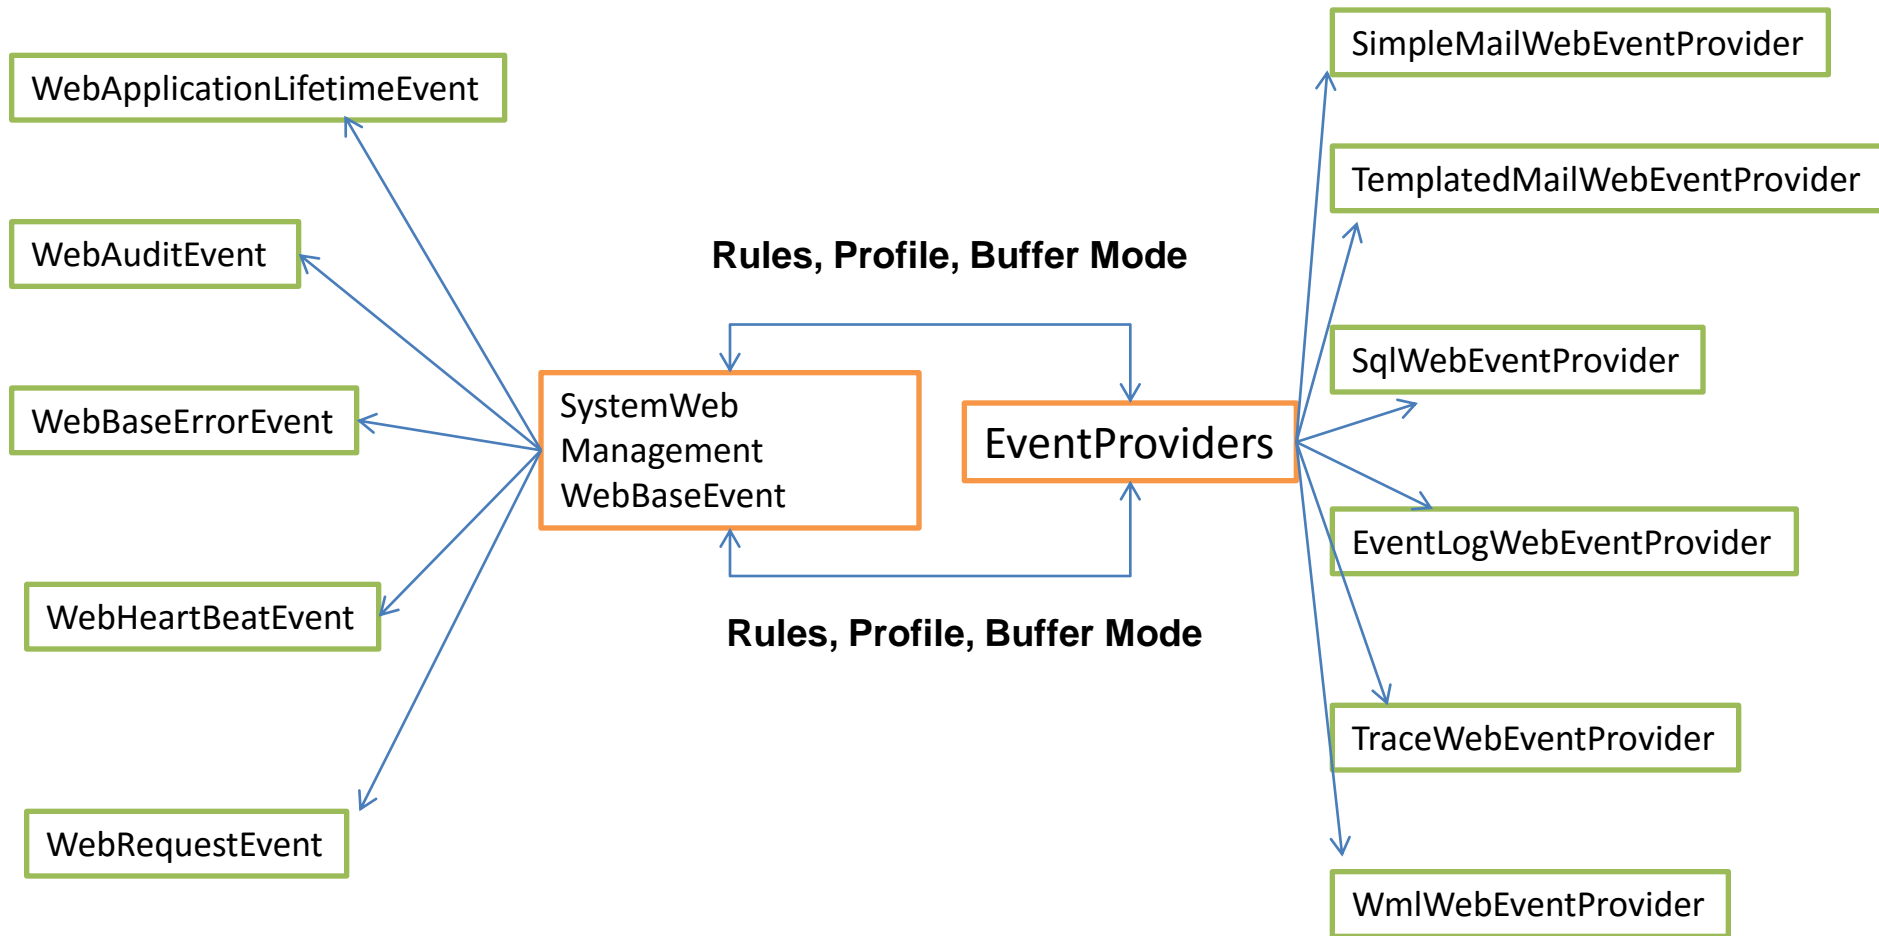 WebApplicationLifetimeEvent
WebAuditEvent
WebBaseErrorEvent
WebHeartBeatEvent
WebRequestEvent
Rules, Profile, Buffer Mode
SystemWeb
Management
WebBaseEvent
EventProviders
Rules, Profile, Buffer Mode
SimpleMailWebEventProvider
TemplatedMailWebEventProvider
SqlWebEventProvider
EventLogWebEventProvider
TraceWebEventProvider
WmlWebEventProvider